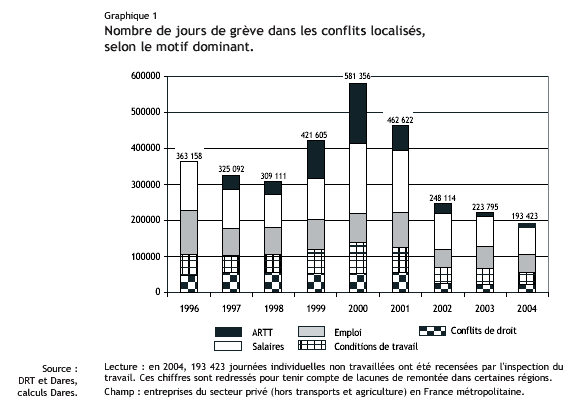 Graphique 1
Nombre de jours de grève dans les conflits localisés,
selon le motif dominant.
600000
500000
400000
300000
200000
100000
0
363 158
325 092
309 111
421 605
581 356
462 622
248 114
223 795
193 423
1996
1997
1998
1999
2000
2001
2002
2003
2004
ARTT
Emploi
Conflits de droit
Salaires
Conditions de travail
Source :
DRT et Dares,
calculs Dares.
Lecture : en 2004, 193 423 journées individuelles non travaillées ont été recensées par l'inspection du
travail. Ces chiffres sont redressés pour tenir compte de lacunes de remontée dans certaines régions.
Champ : entreprises du secteur privé (hors transports et agriculture) en France métropolitaine.